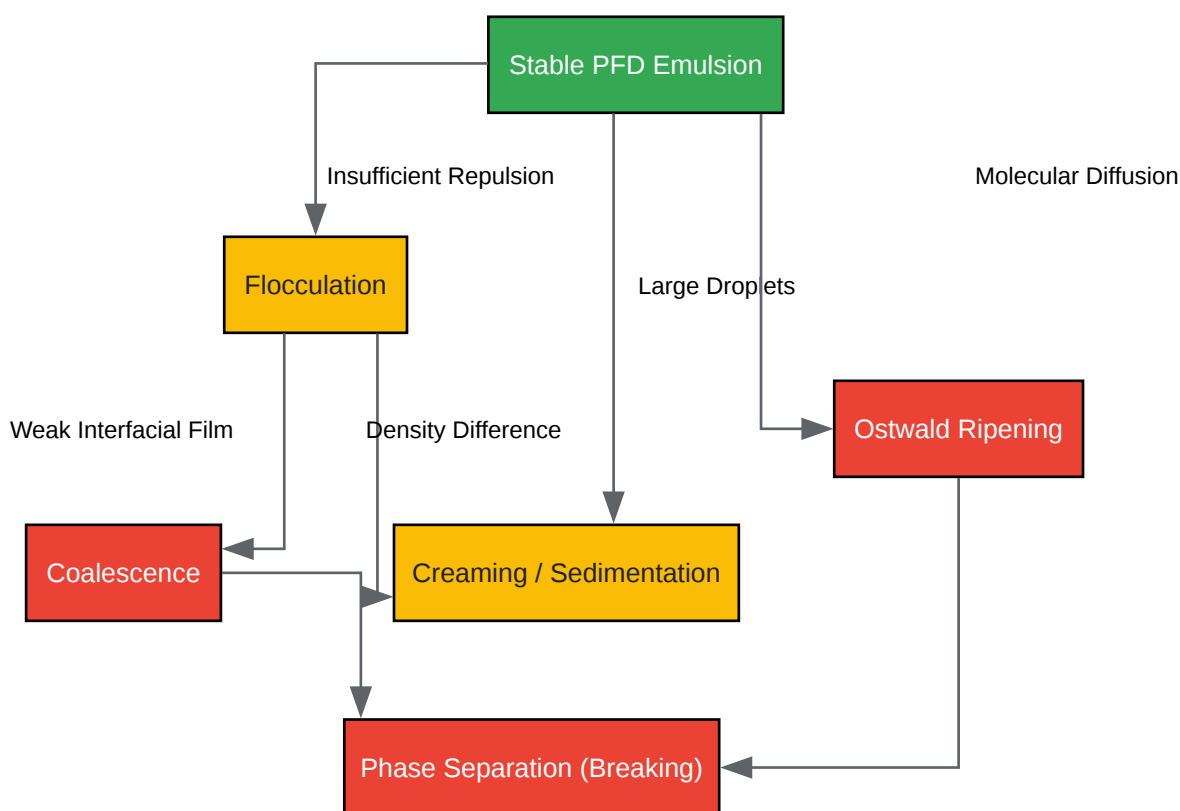 Stable PFD Emulsion
Insufficient Repulsion
Molecular Diffusion
Flocculation
Large Droplets
Weak Interfacial Film
Density Difference
Ostwald Ripening
Coalescence
Creaming / Sedimentation
Phase Separation (Breaking)